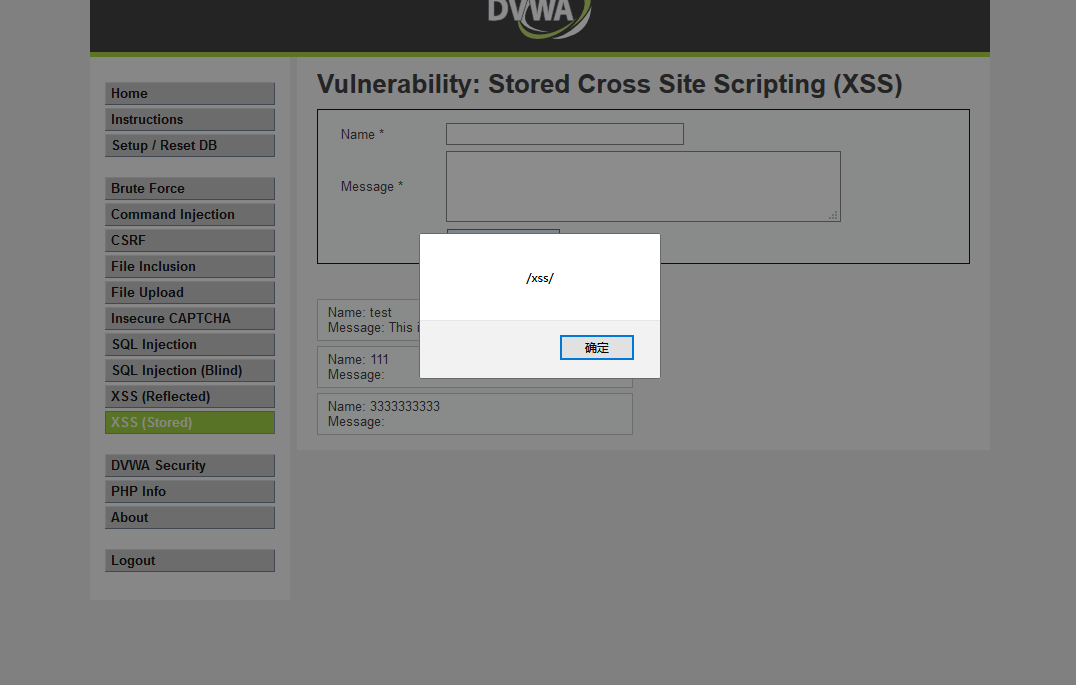 DVWA
Vulnerability: Stored Cross Site Scripting (XSS)
Home
Instructions
Setup / Reset DB
Brute Force
Command Injection
CSRF
File Inclusion
File Upload
Insecure CAPTCHA
SQL Injection
SQL Injection (Blind)
XSS (Reflected)
XSS (Stored)
DVWA Security
PHP Info
About
Logout
Name *
Message *
/xss/
确定
Name: test
Message: This i
Name: 111
Message:
Name: 3333333333
Message: